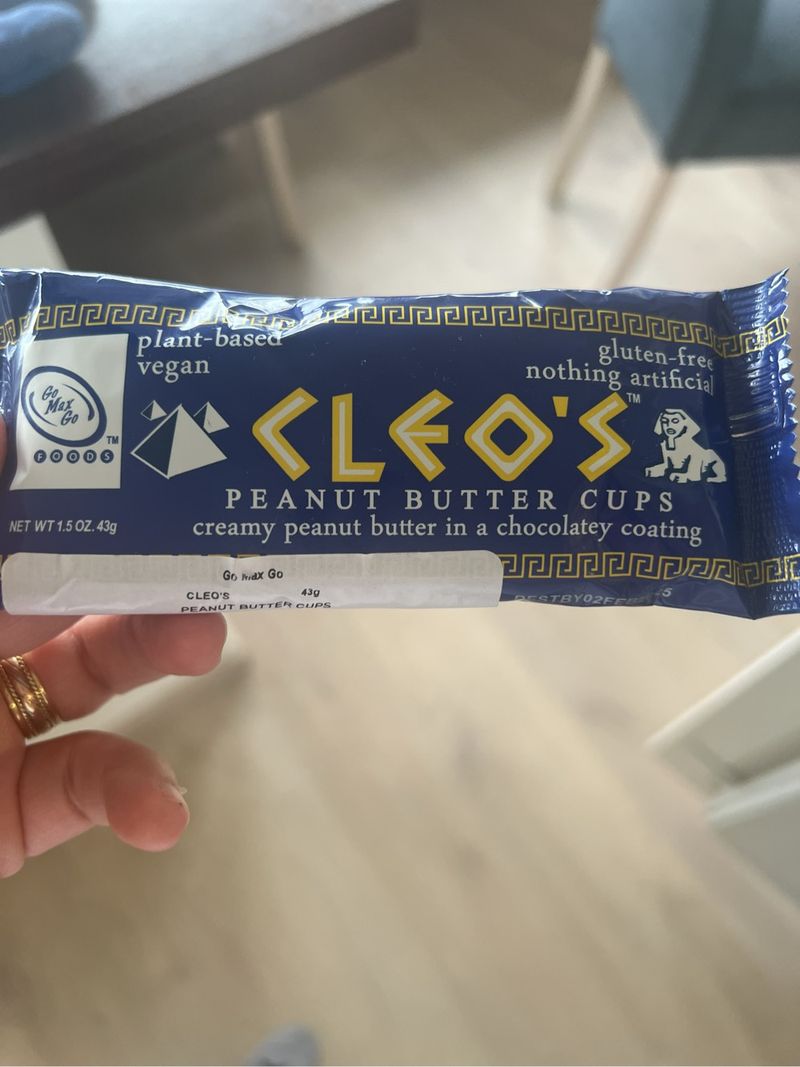 plant-based
vegan
gluten-free
nothing artificial
Go
Max
Go
TM
FOODS
CLEO'S™
PEANUT BUTTER CUPS
creamy peanut butter in a chocolatey coating
NET WT 1.5 OZ. 43g
Go Max Go
CLEO'S 43g
PEANUT BUTTER CUPS